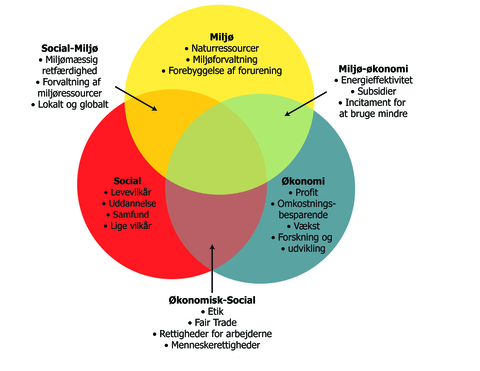 Miljø
• Naturressourcer
• Miljøforvaltning
• Forebyggelse af forurening
Social-Miljø
• Miljømæssig
retfærdighed
• Forvaltning af
miljøressourcer
• Lokalt og globalt
Miljø-økonomi
• Energieffektivitet
• Subsidier
• Incitament for
at bruge mindre
Social
• Levevilkår
• Uddannelse
• Samfund
• Lige vilkår
Økonomi
• Profit
• Omkostnings-
besparende
• Vækst
• Forskning og
• udvikling
Økonomisk-Social
• Etik
• Fair Trade
• Rettigheder for arbejderne
• Menneskerettigheder